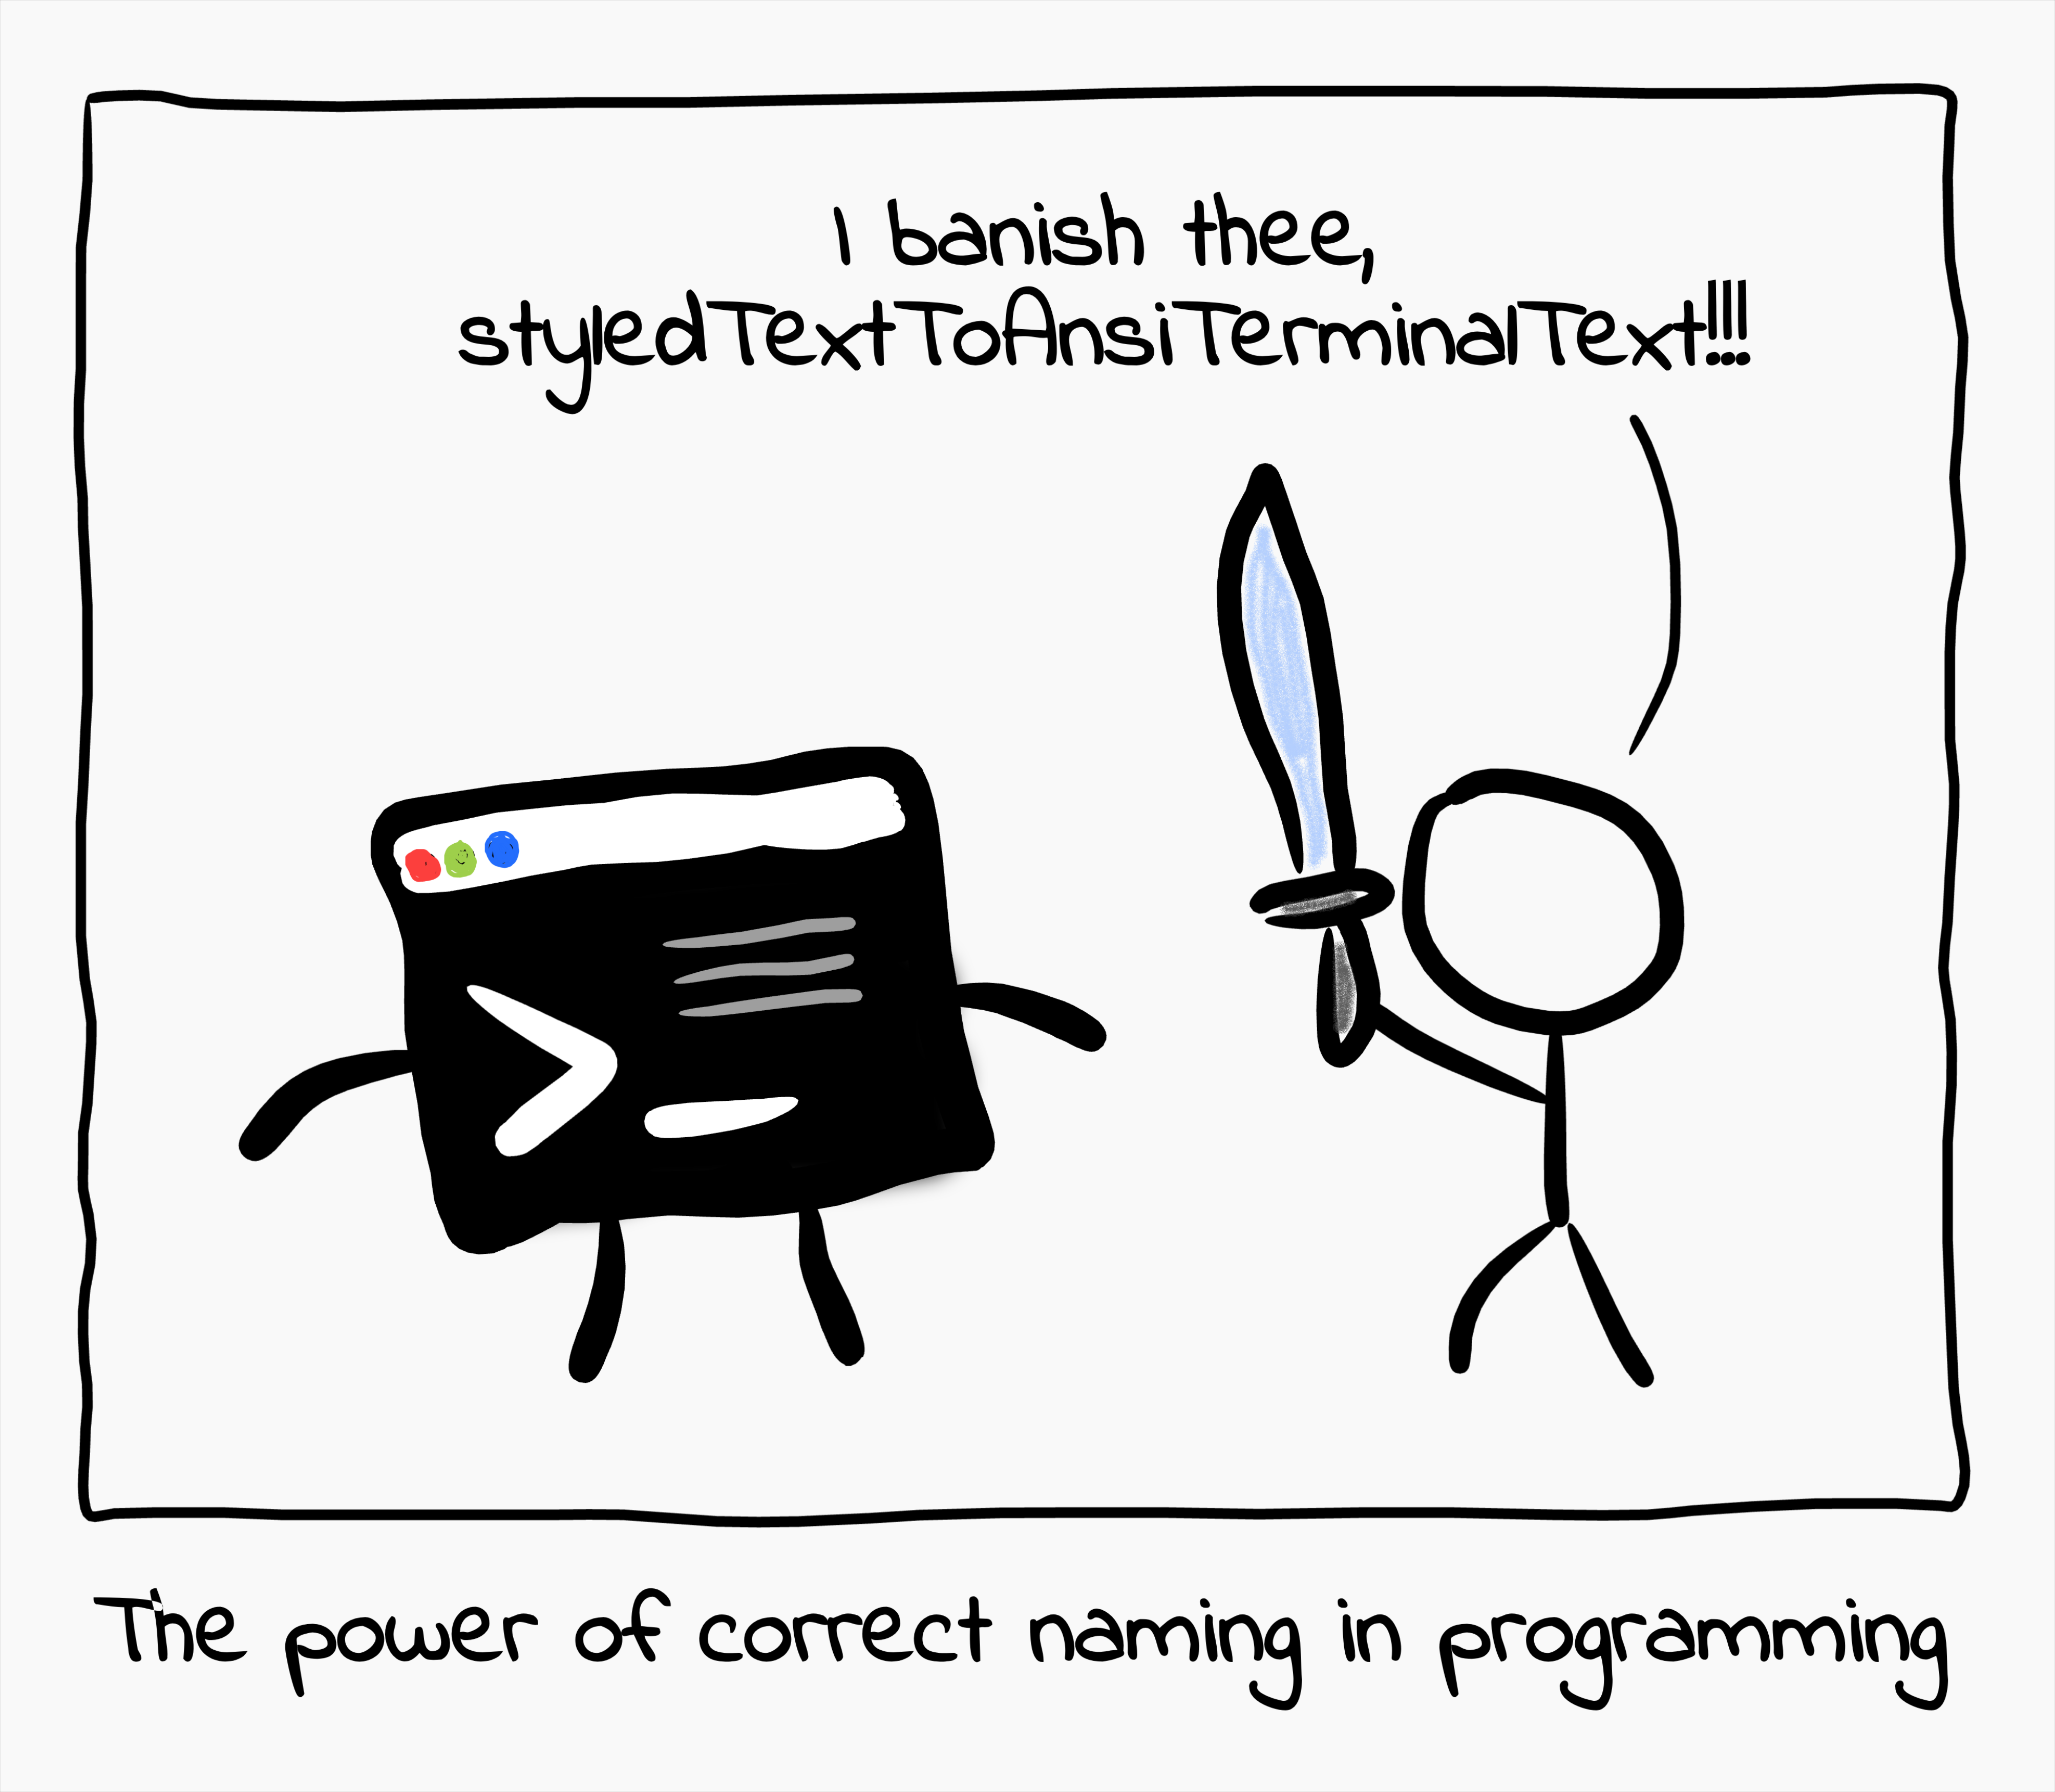 I banish thee,
styledTextToAnsiTerminalText!!!
The power of correct naming in programming